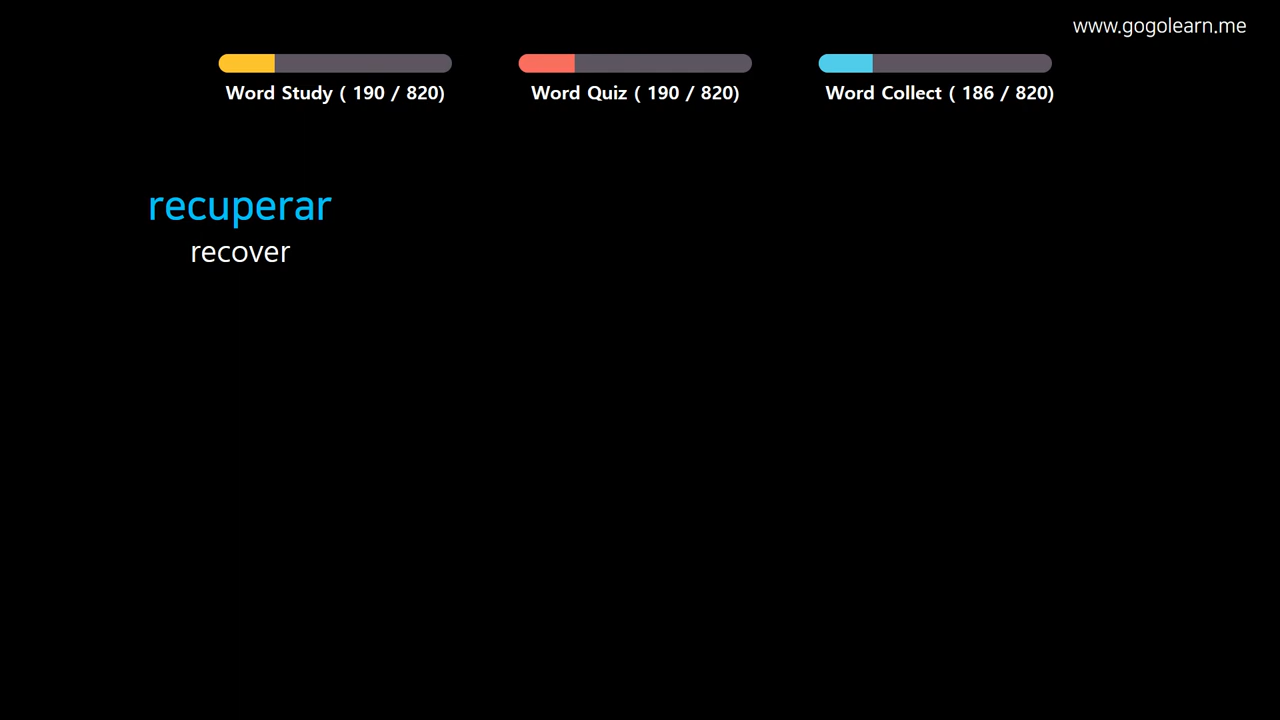 www.gogolearn.me
Word Study ( 190 / 820)
Word Quiz ( 190 / 820)
Word Collect ( 186 / 820)
recuperar
recover